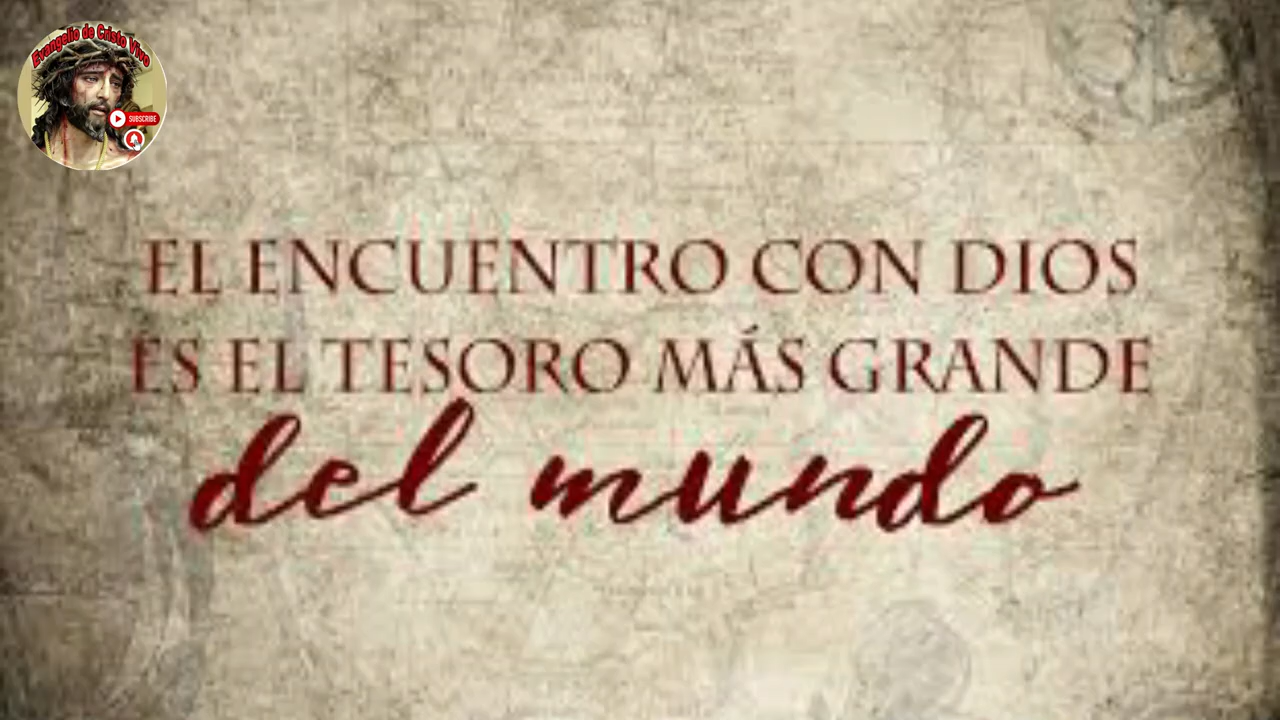 Evangelio de Cristo Vivo
SUBSCRIBE
EL ENCUENTRO CON DIOS
ES EL TESORO MÁS GRANDE
del mundo